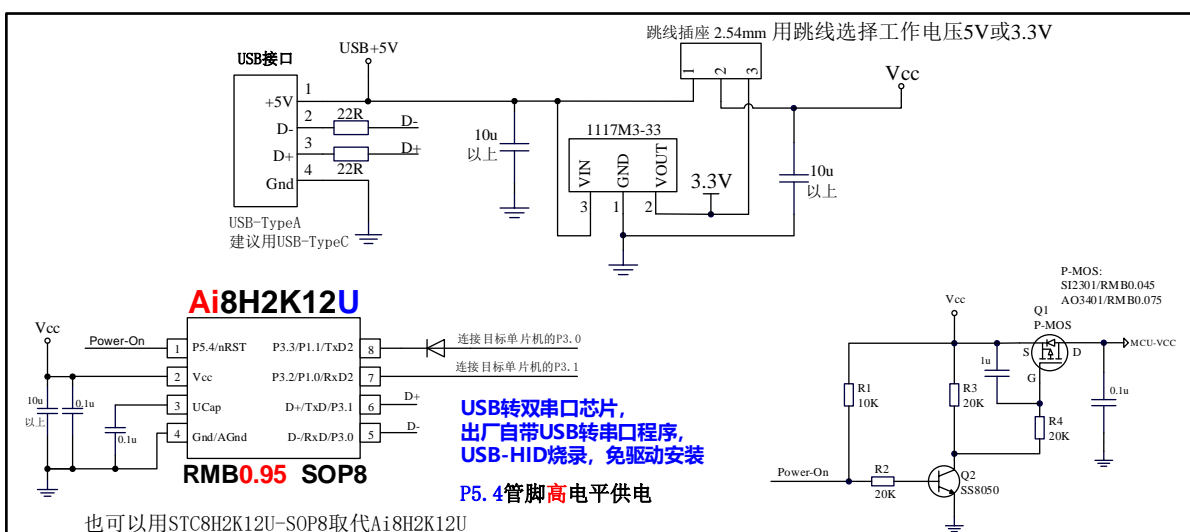 跳线插座 2.54mm 用跳线选择工作电压5V或3.3V
USB接口
USB+5V
Vcc
1 2 3
+5V 1
D- 2 22R D-
D+ 3 22R D+
Gnd 4
USB-TypeA
建议用USB-TypeC
10u
以上
1117M3-33
VIN GND VOUT
3 1 2
3.3V
10u
以上
Ai8H2K12U
Vcc
Power-On
1 P5.4/nRST P3.3/P1.1/TxD2 8 连接目标单片机的P3.0
2 Vcc P3.2/P1.0/RxD2 7 连接目标单片机的P3.1
3 UCap D+/TxD/P3.1 6 D+
4 Gnd/AGnd D-/RxD/P3.0 5 D-
10u
以上
0.1u
0.1u
RMB0.95 SOP8
USB转双串口芯片，
出厂自带USB转串口程序，
USB-HID烧录，免驱动安装
P5.4管脚高电平供电
也可以用STC8H2K12U-SOP8取代Ai8H2K12U
P-MOS:
SI2301/RMB0.045
AO3401/RMB0.075
Vcc
Q1
P-MOS
S D
G
MCU-VCC
1u
0.1u
R1
10K
R3
20K
R4
20K
Power-On
R2
20K
Q2
SS8050